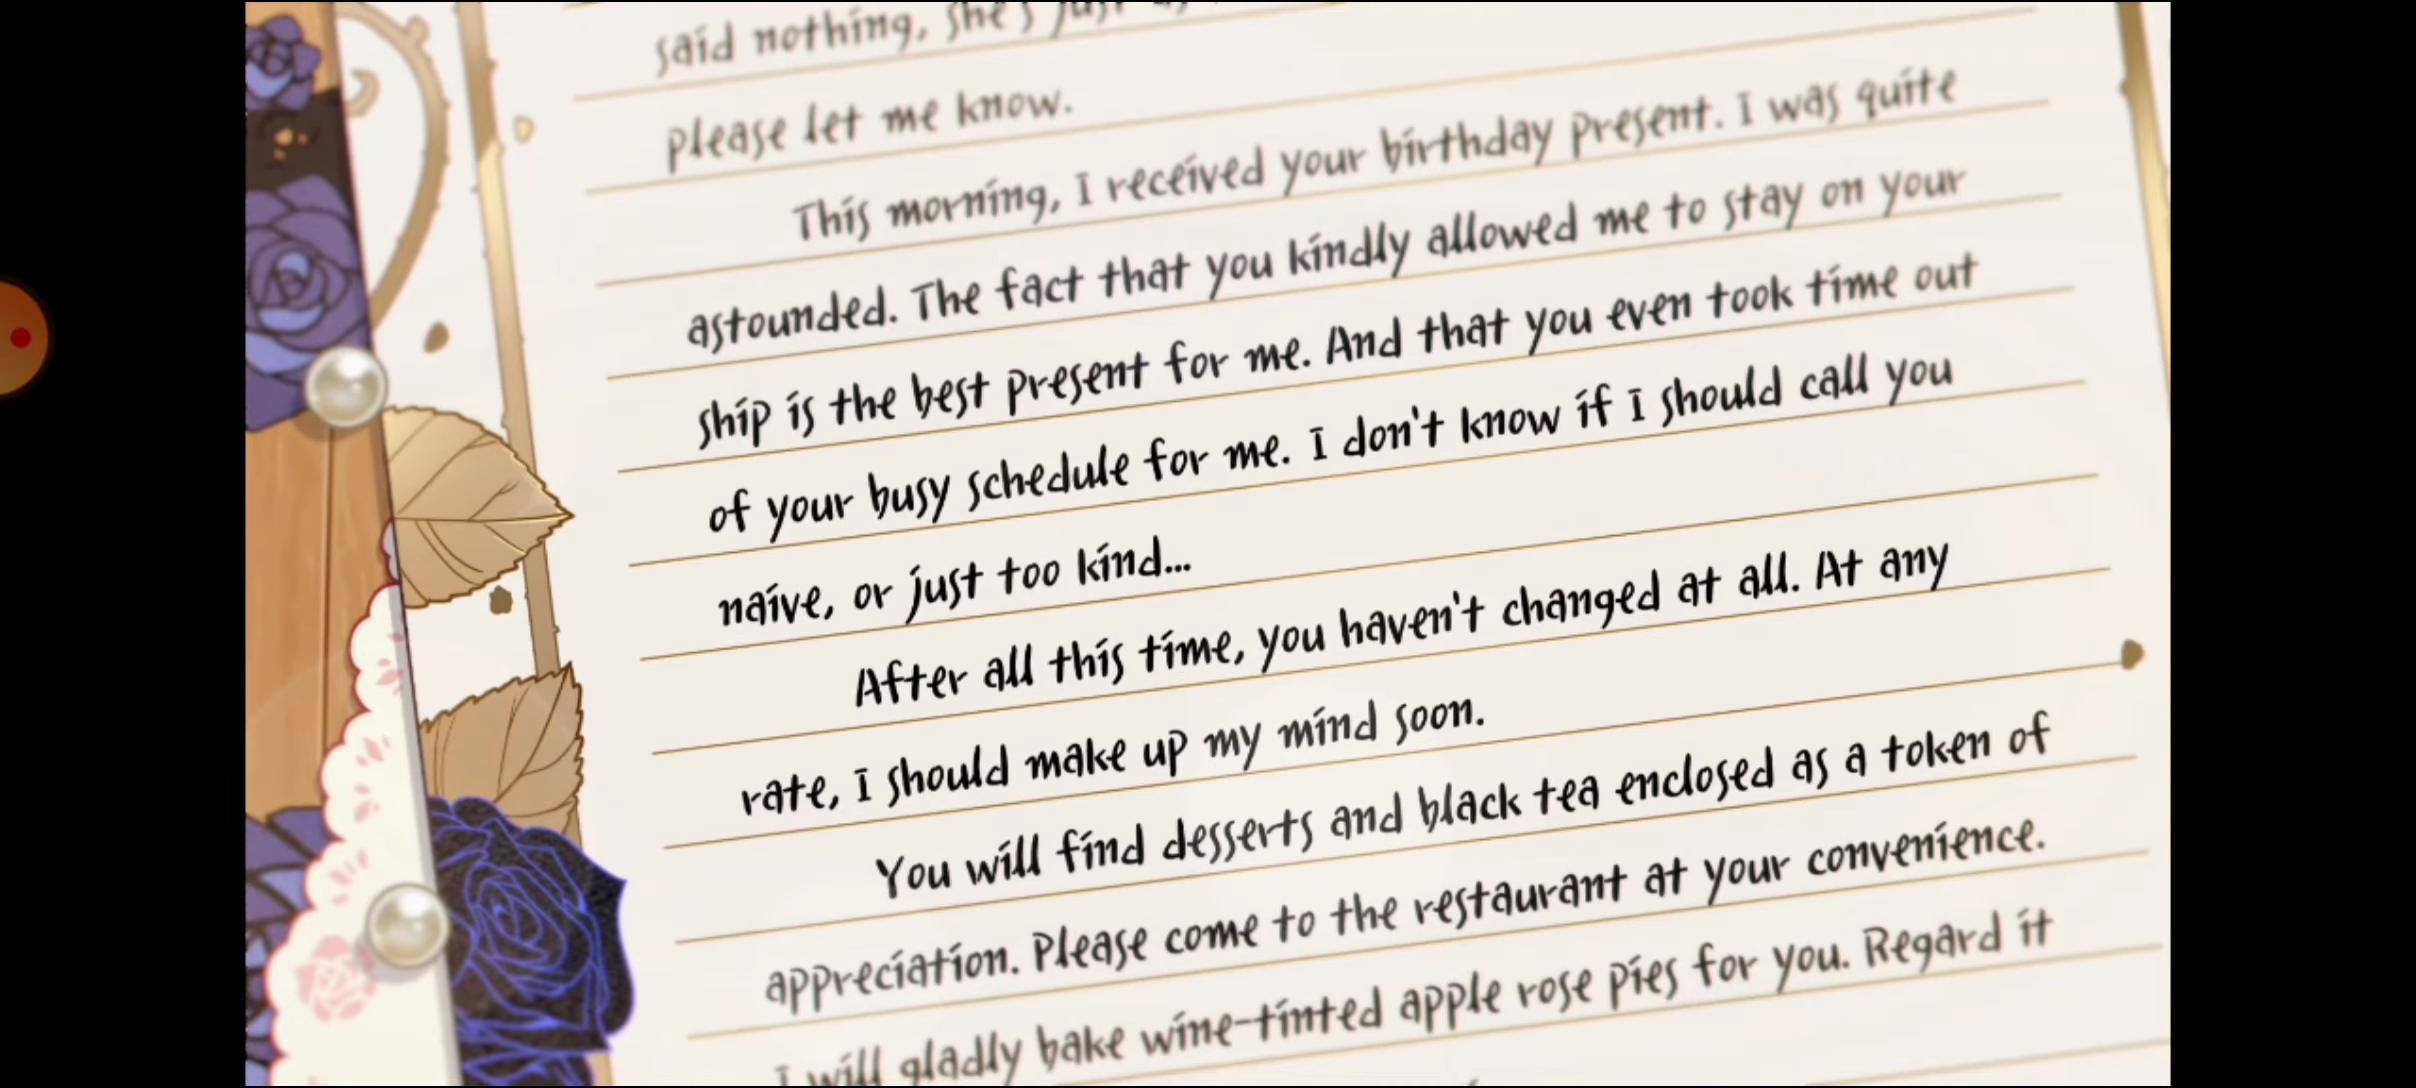 said nothing, she's just
please let me know.
This morning, I received your birthday present. I was quite
astounded. The fact that you kindly allowed me to stay on your
ship is the best present for me. And that you even took time out
of your busy schedule for me. I don't know if I should call you
naive, or just too kind...
After all this time, you haven't changed at all. At any
rate, I should make up my mind soon.
You will find desserts and black tea enclosed as a token of
appreciation. Please come to the restaurant at your convenience.
I will gladly bake wine-tinted apple rose pies for you. Regard it